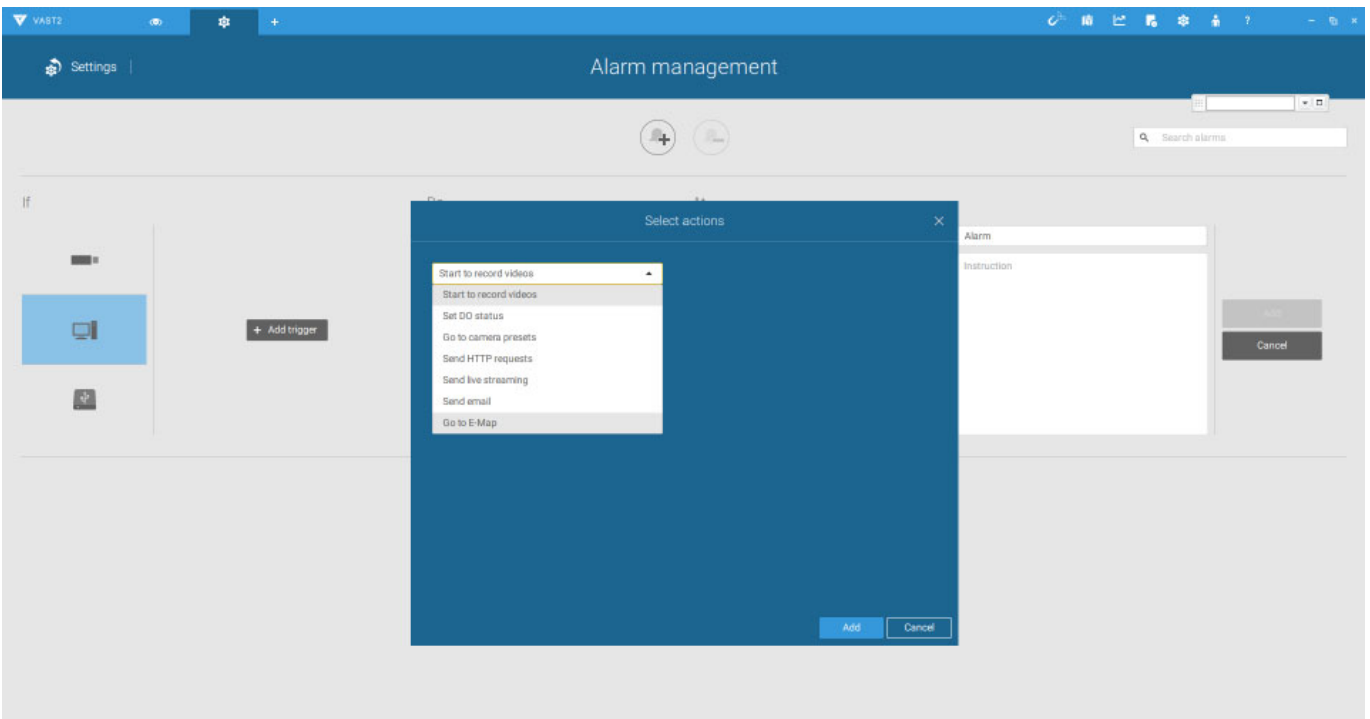 VAST2
+
?
Settings
Alarm management
Search alarms
If
Select actions
Alarm
Start to record videos
Instruction
Start to record videos
Set DO status
+ Add trigger
Go to camera presets
Add
Cancel
Send HTTP requests
Send live streaming
Send email
Go to E-Map
Add
Cancel